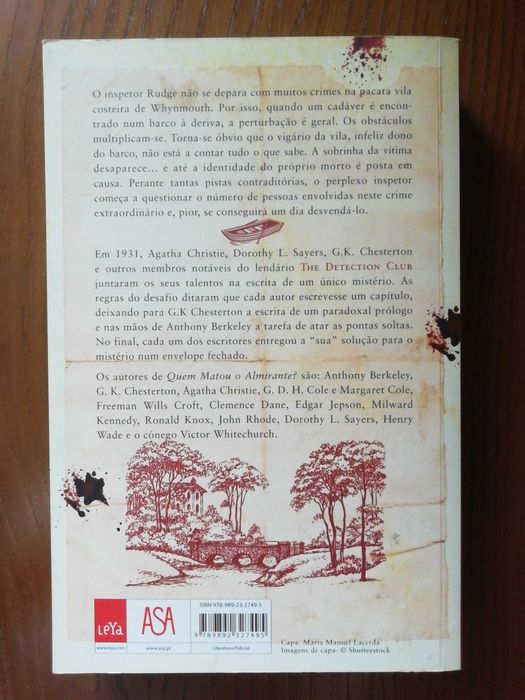 O inspetor Rudge não se depara com muitos crimes na pacata vila
costeira de Whynmouth. Por isso, quando um cadáver é encon-
trado num barco à deriva, a perturbação é geral. Os obstáculos
multiplicam-se. Torna-se óbvio que o vigário da vila, infeliz dono
do barco, não está a contar tudo o que sabe. A sobrinha da vítima
desaparece... e até a identidade do próprio morto é posta em
causa. Perante tantas pistas contraditórias, o perplexo inspetor
começa a questionar o número de pessoas envolvidas neste crime
extraordinário e, pior, se conseguirá um dia desvendá-lo.
Em 1931, Agatha Christie, Dorothy L. Sayers, G.K. Chesterton
e outros membros notáveis do lendário THE DETECTION CLUB
juntaram os seus talentos na escrita de um único mistério. As
regras do desafio ditaram que cada autor escrevesse um capítulo,
deixando para G.K Chesterton a escrita de um paradoxal prólogo
e nas mãos de Anthony Berkeley a tarefa de atar as pontas soltas.
No final, cada um dos escritores entregou a “sua” solução para o
mistério num envelope fechado.
Os autores de Quem Matou o Almirante? são: Anthony Berkeley,
G. K. Chesterton, Agatha Christie, G. D. H. Cole e Margaret Cole,
Freeman Wills Croft, Clemence Dane, Edgar Jepson, Milward
Kennedy, Ronald Knox, John Rhode, Dorothy L. Sayers, Henry
Wade e o cónego Victor Whitechurch.
LeYa
www.leya.com
ASA
www.asa.pt
ISBN 978-989-23-2749-5
9 789892 327495
Literatura Policial
Capa: Maria Manuel Lacerda
Imagens de capa: © Shutterstock